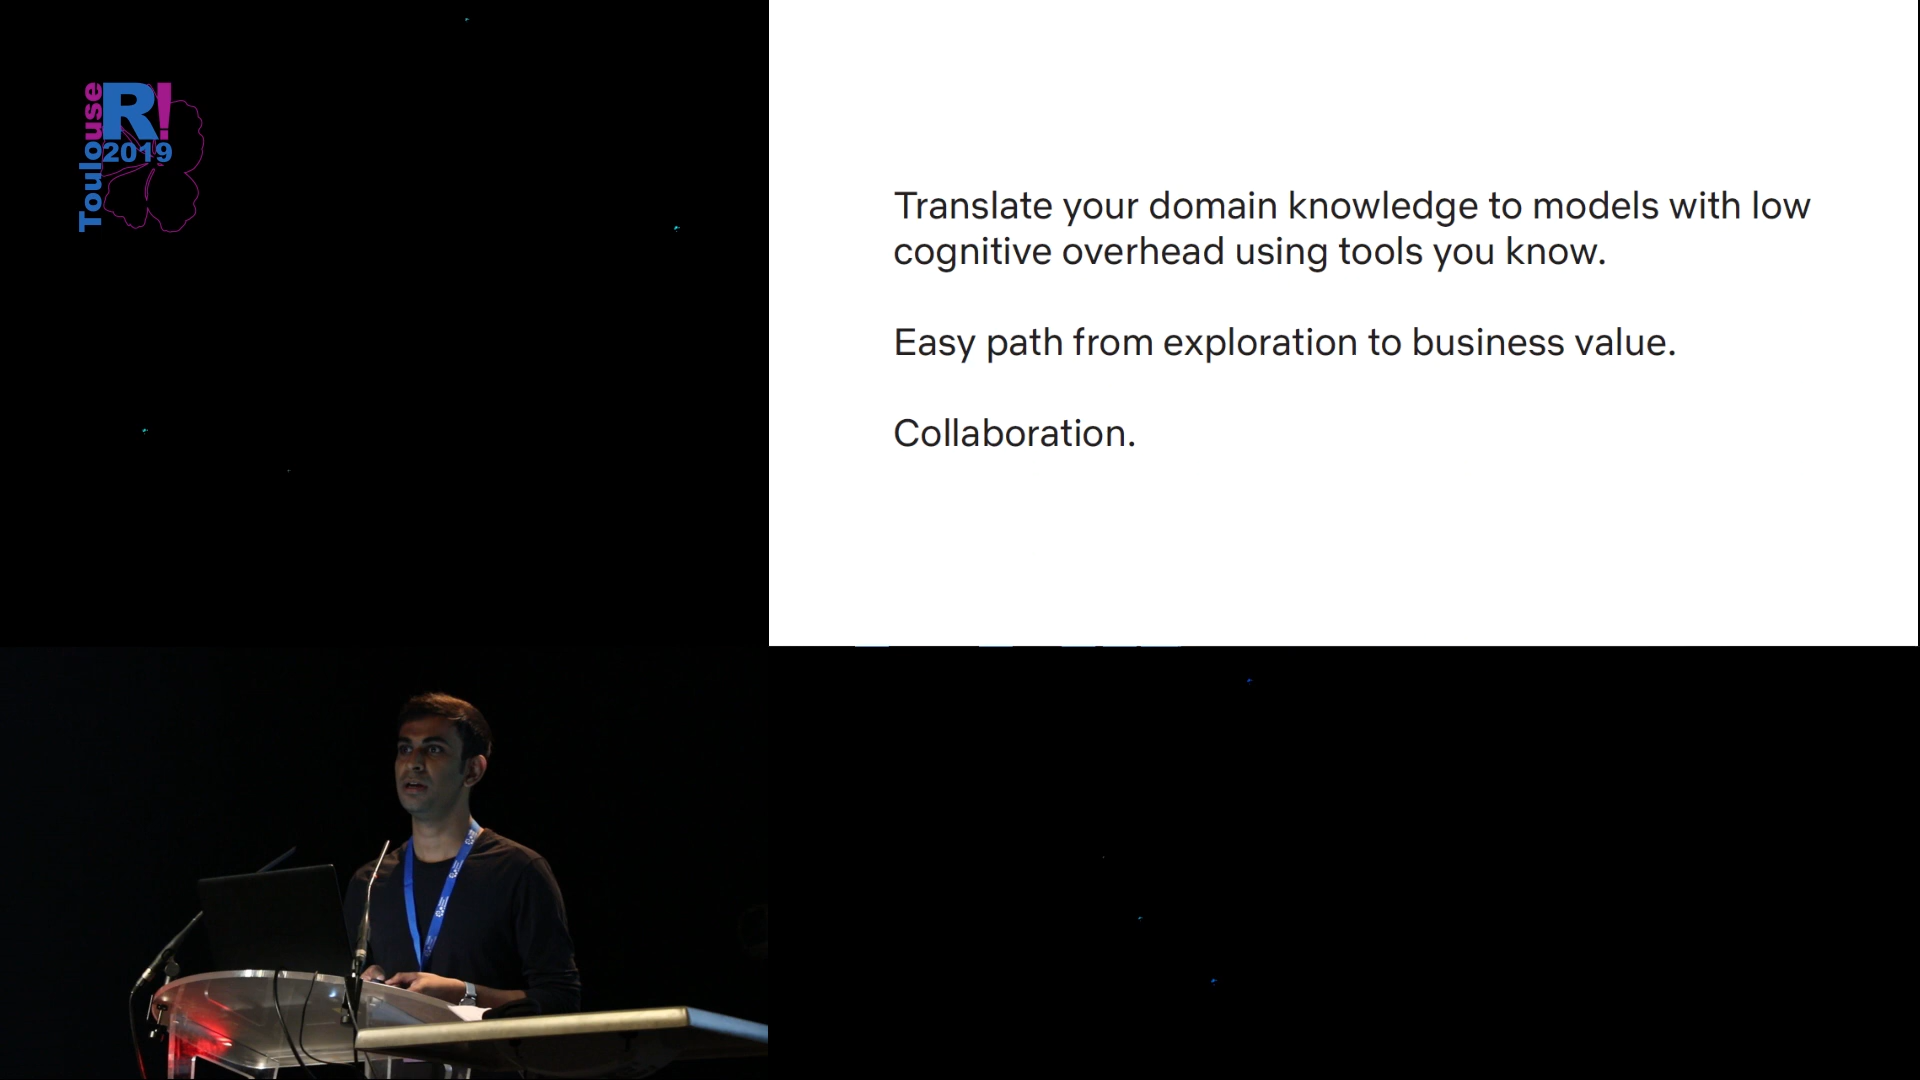 Toulouse
R!
2019
Translate your domain knowledge to models with low
cognitive overhead using tools you know.
Easy path from exploration to business value.
Collaboration.